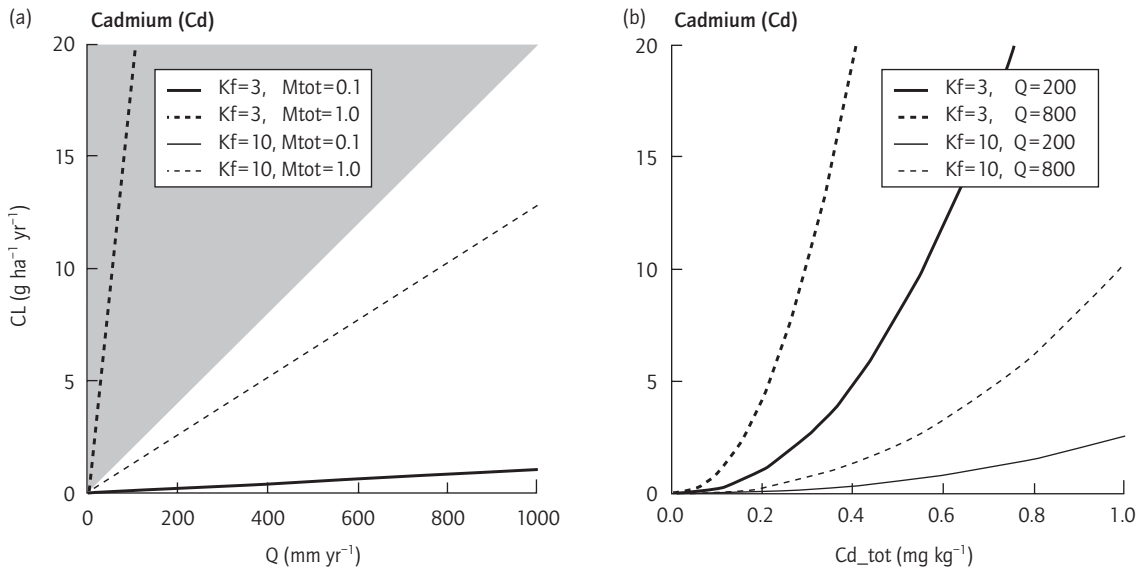 (a)
Cadmium (Cd)
20
15
10
5
0
CL (g ha⁻¹ yr⁻¹)
Kf=3, Mtot=0.1
Kf=3, Mtot=1.0
Kf=10, Mtot=0.1
Kf=10, Mtot=1.0
0 200 400 600 800 1000
Q (mm yr⁻¹)
(b)
Cadmium (Cd)
20
15
10
5
0
Kf=3, Q=200
Kf=3, Q=800
Kf=10, Q=200
Kf=10, Q=800
0.0 0.2 0.4 0.6 0.8 1.0
Cd_tot (mg kg⁻¹)